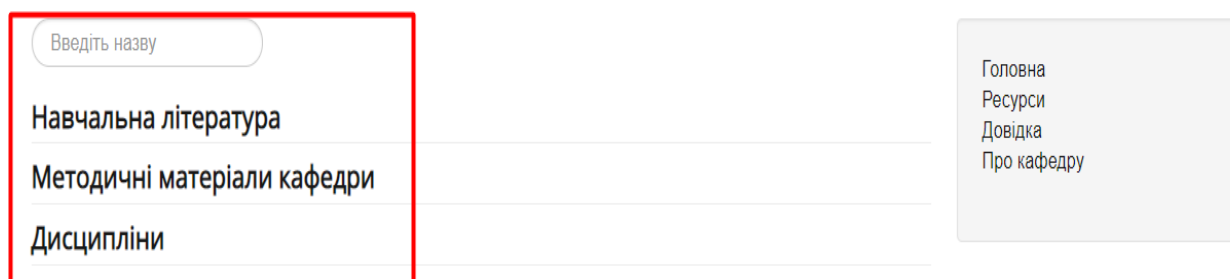 Введіть назву
Навчальна література
Методичні матеріали кафедри
Дисципліни
Головна
Ресурси
Довідка
Про кафедру